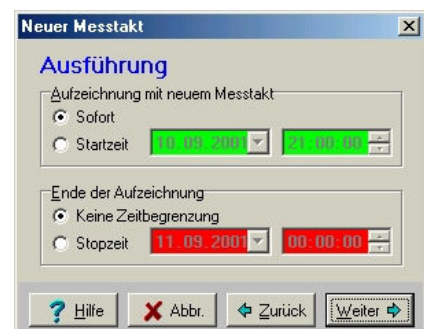 Neuer Messtakt
Ausführung
Aufzeichnung mit neuem Messtakt
Sofort
Startzeit 10.09.2001 21:00:00
Ende der Aufzeichnung
Keine Zeitbegrenzung
Stopzeit 11.09.2001 00:00:00
Hilfe Abbr. Zurück Weiter